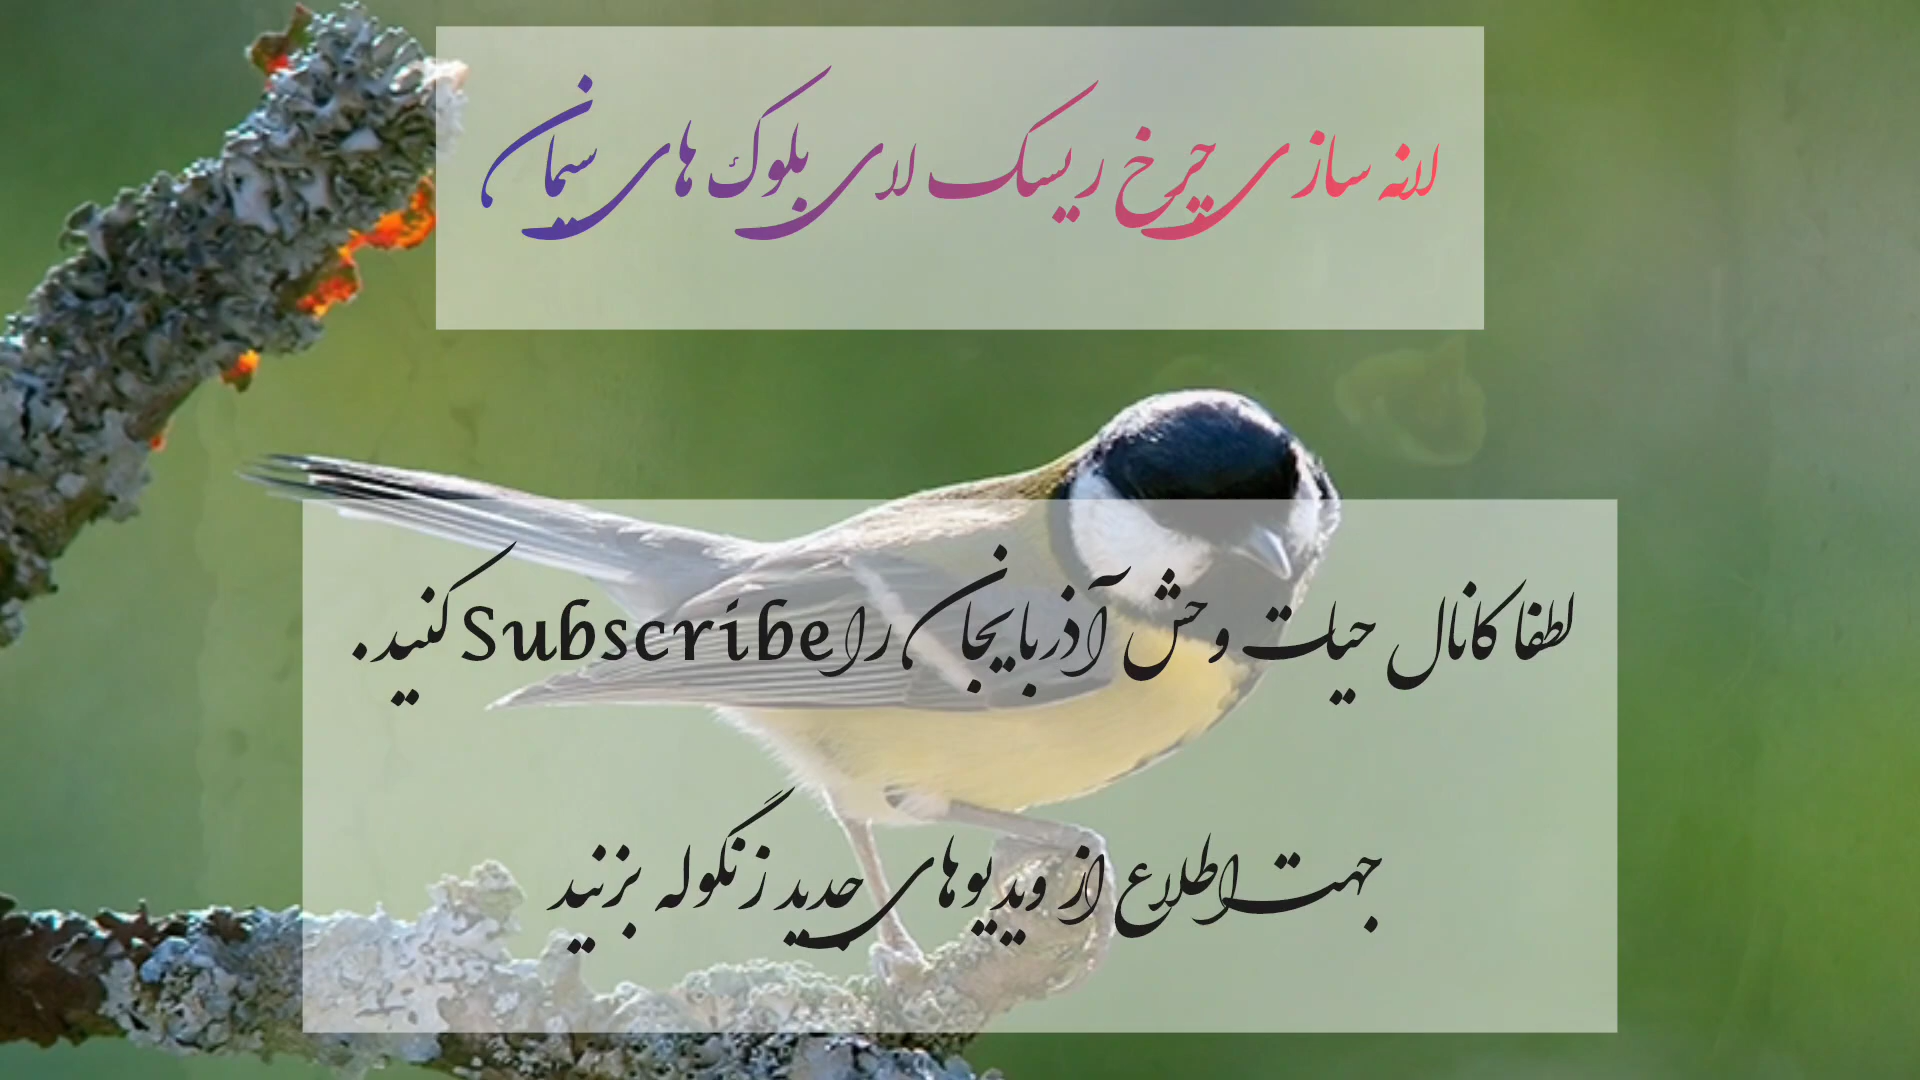 لانه سازی چرخ ریسک لای بلوک های سیمان
لطفا کانال حیات وحش آذربایجان را Subscribe کنید.
جهت اطلاع از ویدیوهای جدید زنگوله بزنید